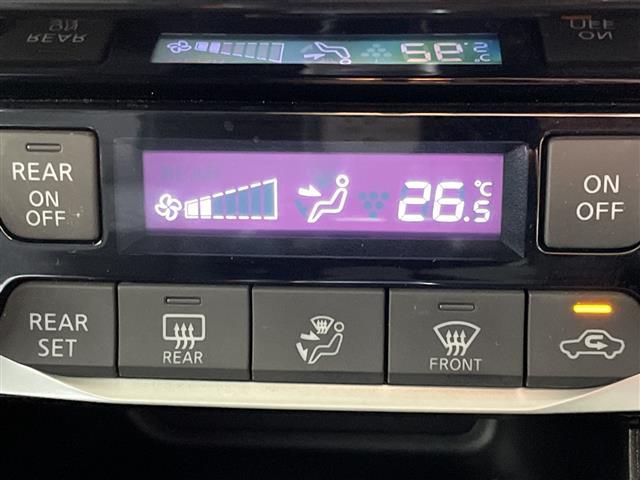 REAR
ON
OFF
26.5 °C
ON
OFF
REAR
SET
REAR
FRONT